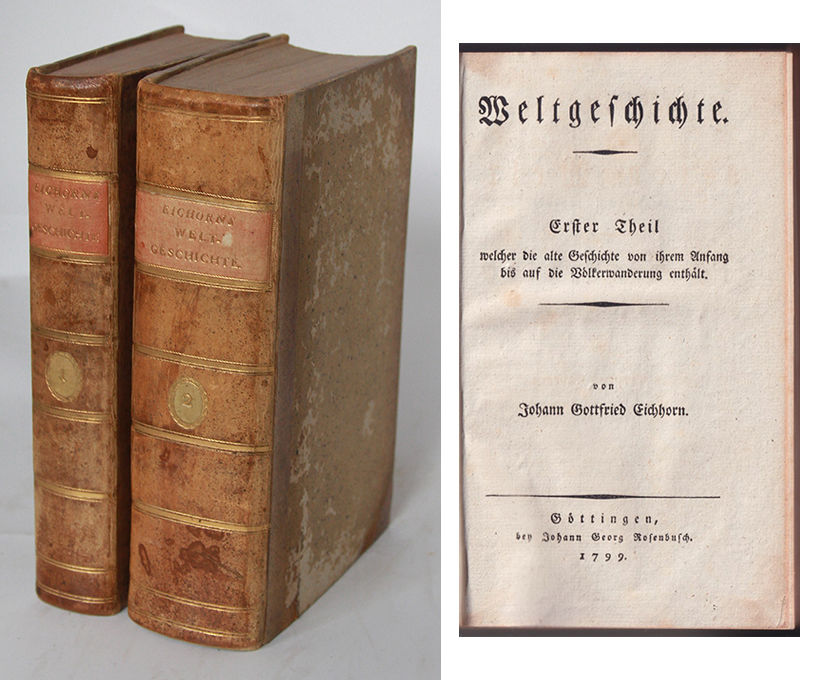 EICHORNS
WELT-
GESCHICHTE.
1
EICHORNS
WELT-
GESCHICHTE.
2
Weltgeſchichte.
Erſter Theil
welcher die alte Geſchichte von ihrem Anfang
bis auf die Völkerwanderung enthält.
von
Johann Gottfried Eichhorn.
Göttingen,
bey Johann Georg Roſenbuſch.
1799.